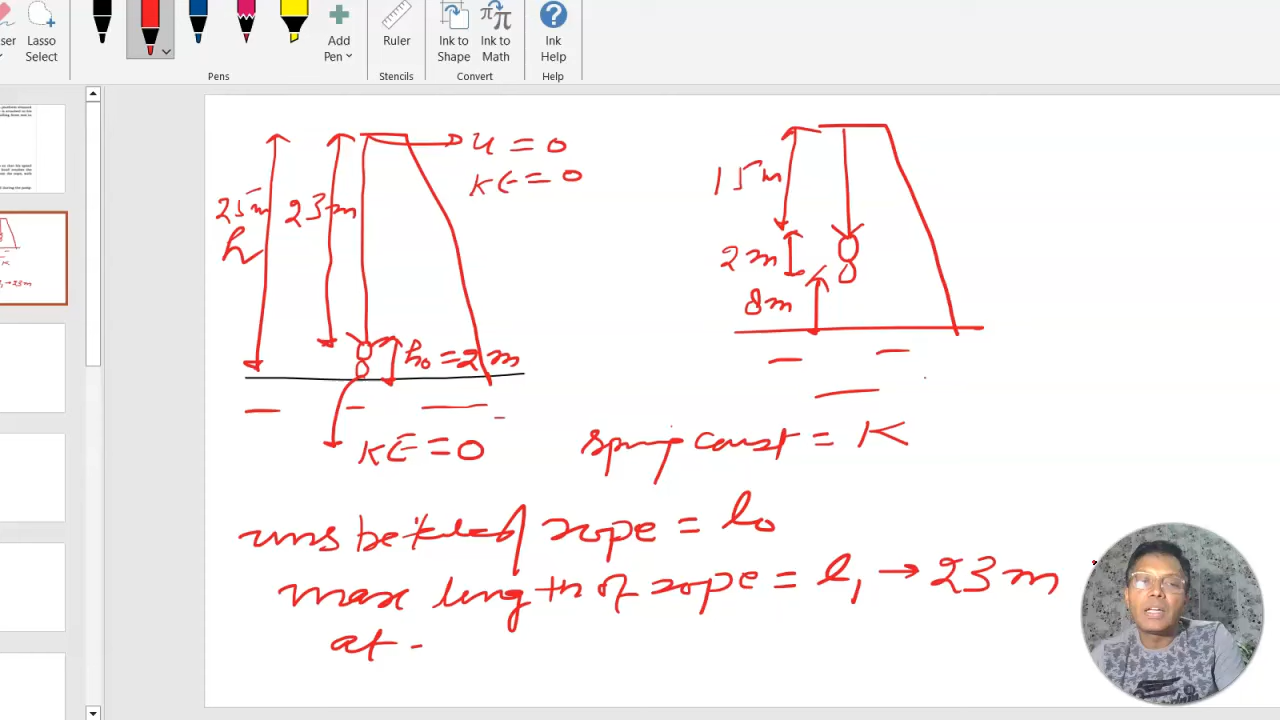 Lasso
Select
Add
Pen
Ruler
Ink to
Shape
Ink to
Math
Ink
Help
Pens
Stencils
Convert
Help
u = 0
KE = 0
25m
h
23m
h₀ = 2m
KE = 0
15m
2m
8m
const = K
of rope = l₀
max length of rope = l₁ → 23m
at -